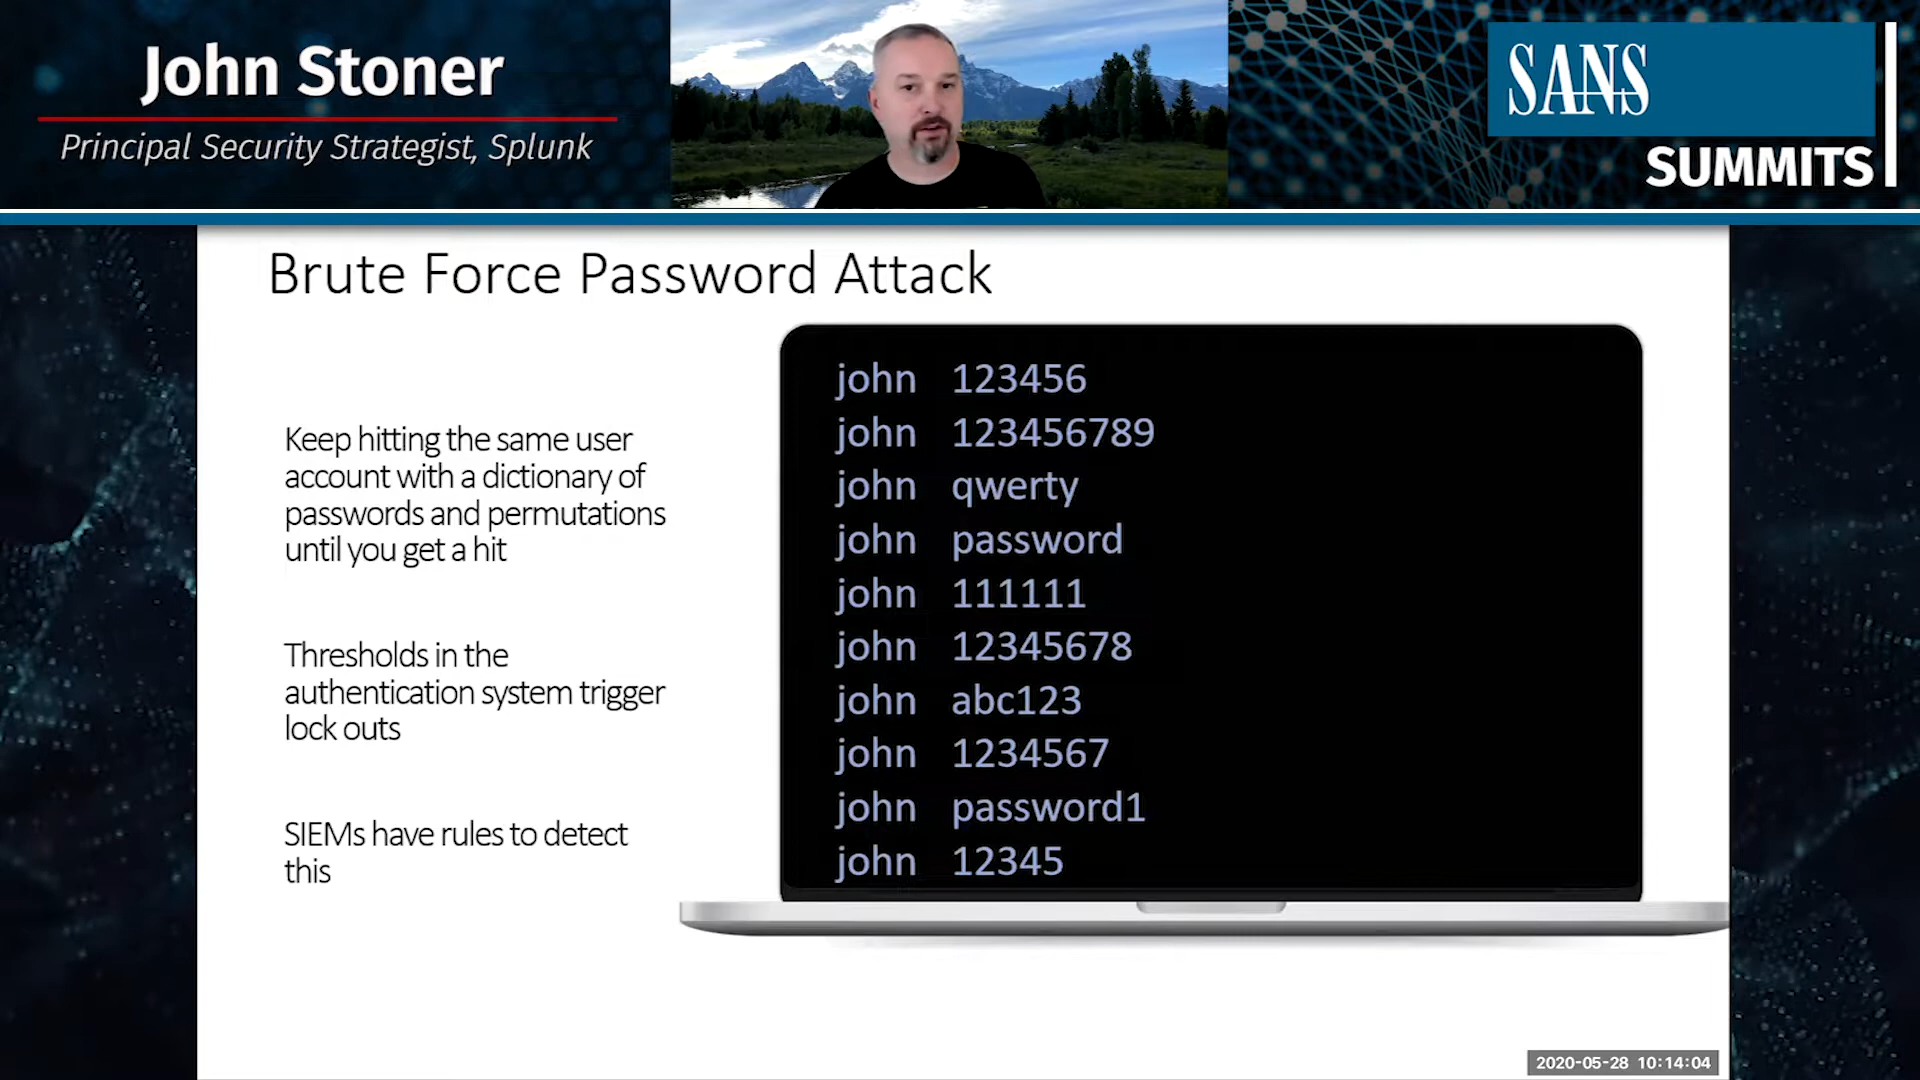 John Stoner
Principal Security Strategist, Splunk
SANS
SUMMITS
Brute Force Password Attack
Keep hitting the same user
account with a dictionary of
passwords and permutations
until you get a hit
Thresholds in the
authentication system trigger
lock outs
SIEMs have rules to detect
this
john 123456
john 123456789
john qwerty
john password
john 111111
john 12345678
john abc123
john 1234567
john password1
john 12345
2020-05-28 10:14:04